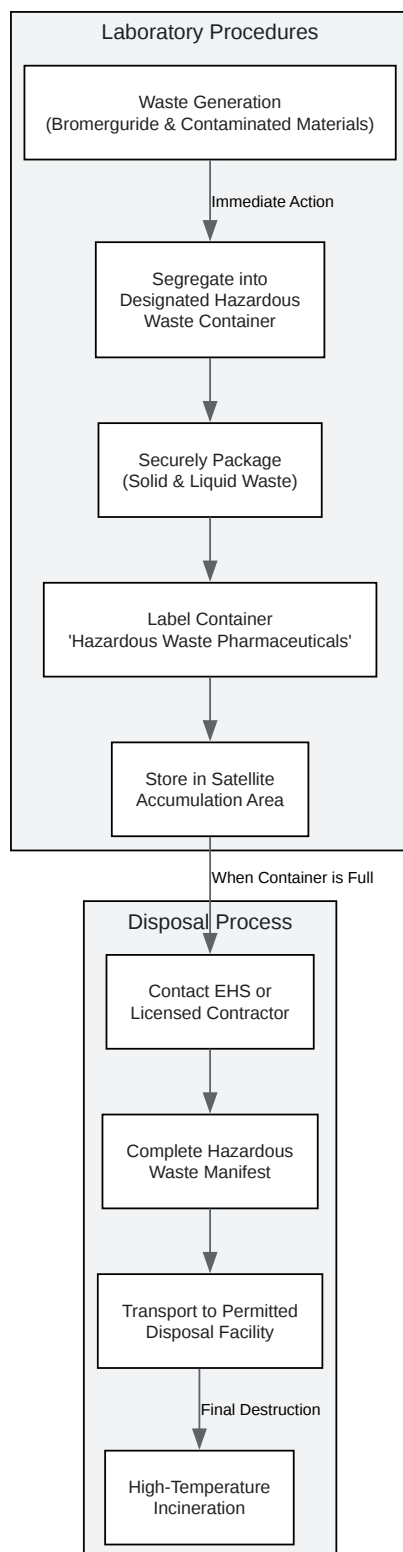 Laboratory Procedures
Waste Generation
(Bromerguride & Contaminated Materials)
Immediate Action
Segregate into
Designated Hazardous
Waste Container
Securely Package
(Solid & Liquid Waste)
Label Container
'Hazardous Waste Pharmaceuticals'
Store in Satellite
Accumulation Area
When Container is Full
Disposal Process
Contact EHS or
Licensed Contractor
Complete Hazardous
Waste Manifest
Transport to Permitted
Disposal Facility
Final Destruction
High-Temperature
Incineration